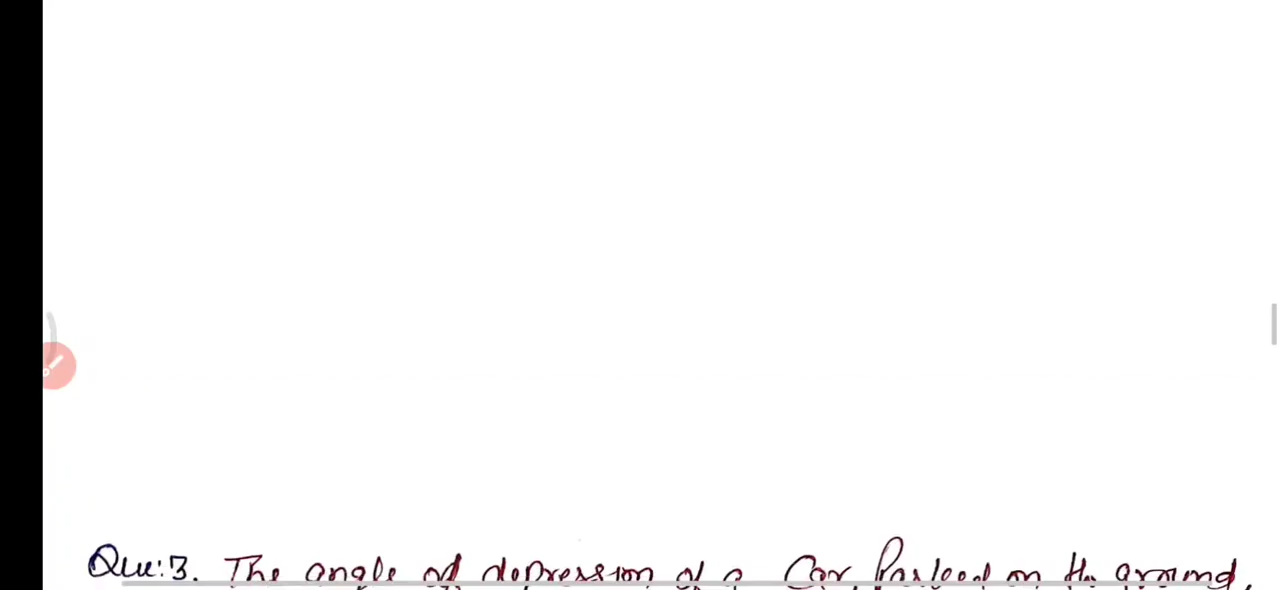 Que:3. The angle of depression of a Car, Parked on the ground,